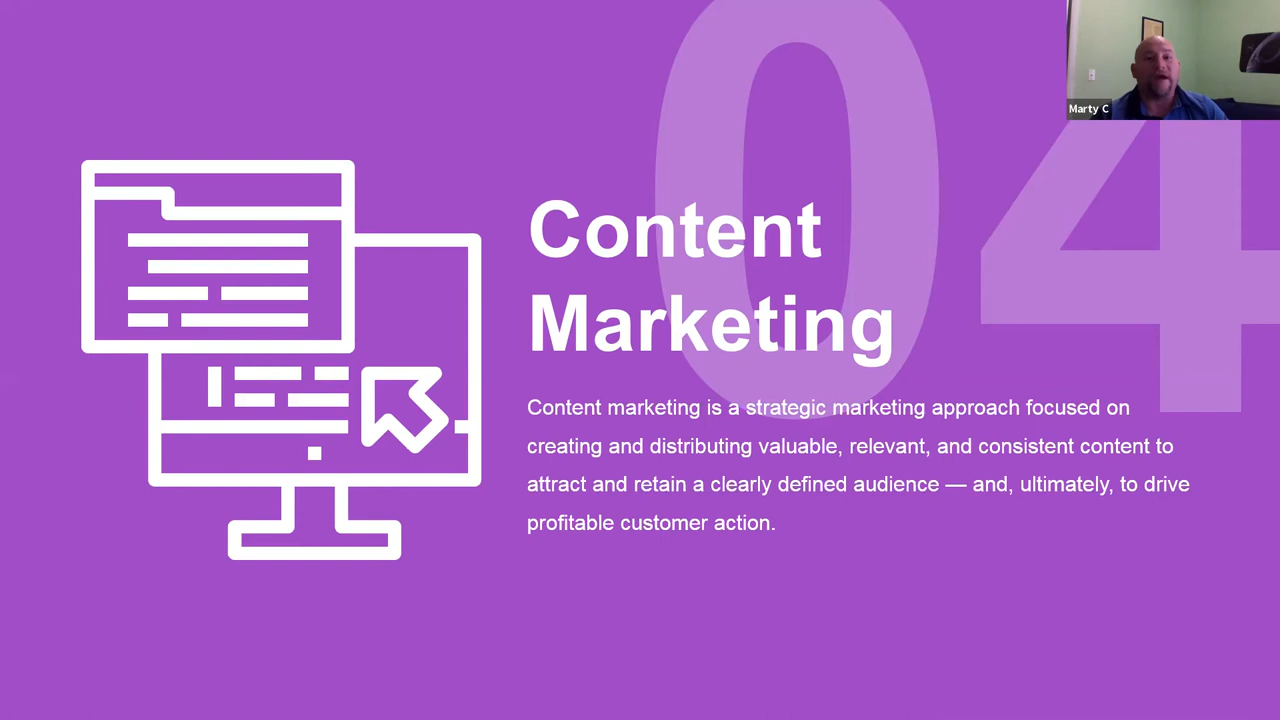 04
Marty C
Content
Marketing
Content marketing is a strategic marketing approach focused on
creating and distributing valuable, relevant, and consistent content to
attract and retain a clearly defined audience — and, ultimately, to drive
profitable customer action.